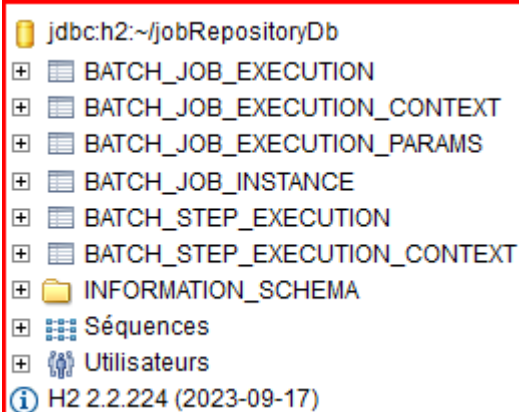 jdbc:h2:~/jobRepositoryDb
BATCH_JOB_EXECUTION
BATCH_JOB_EXECUTION_CONTEXT
BATCH_JOB_EXECUTION_PARAMS
BATCH_JOB_INSTANCE
BATCH_STEP_EXECUTION
BATCH_STEP_EXECUTION_CONTEXT
INFORMATION_SCHEMA
Séquences
Utilisateurs
H2 2.2.224 (2023-09-17)